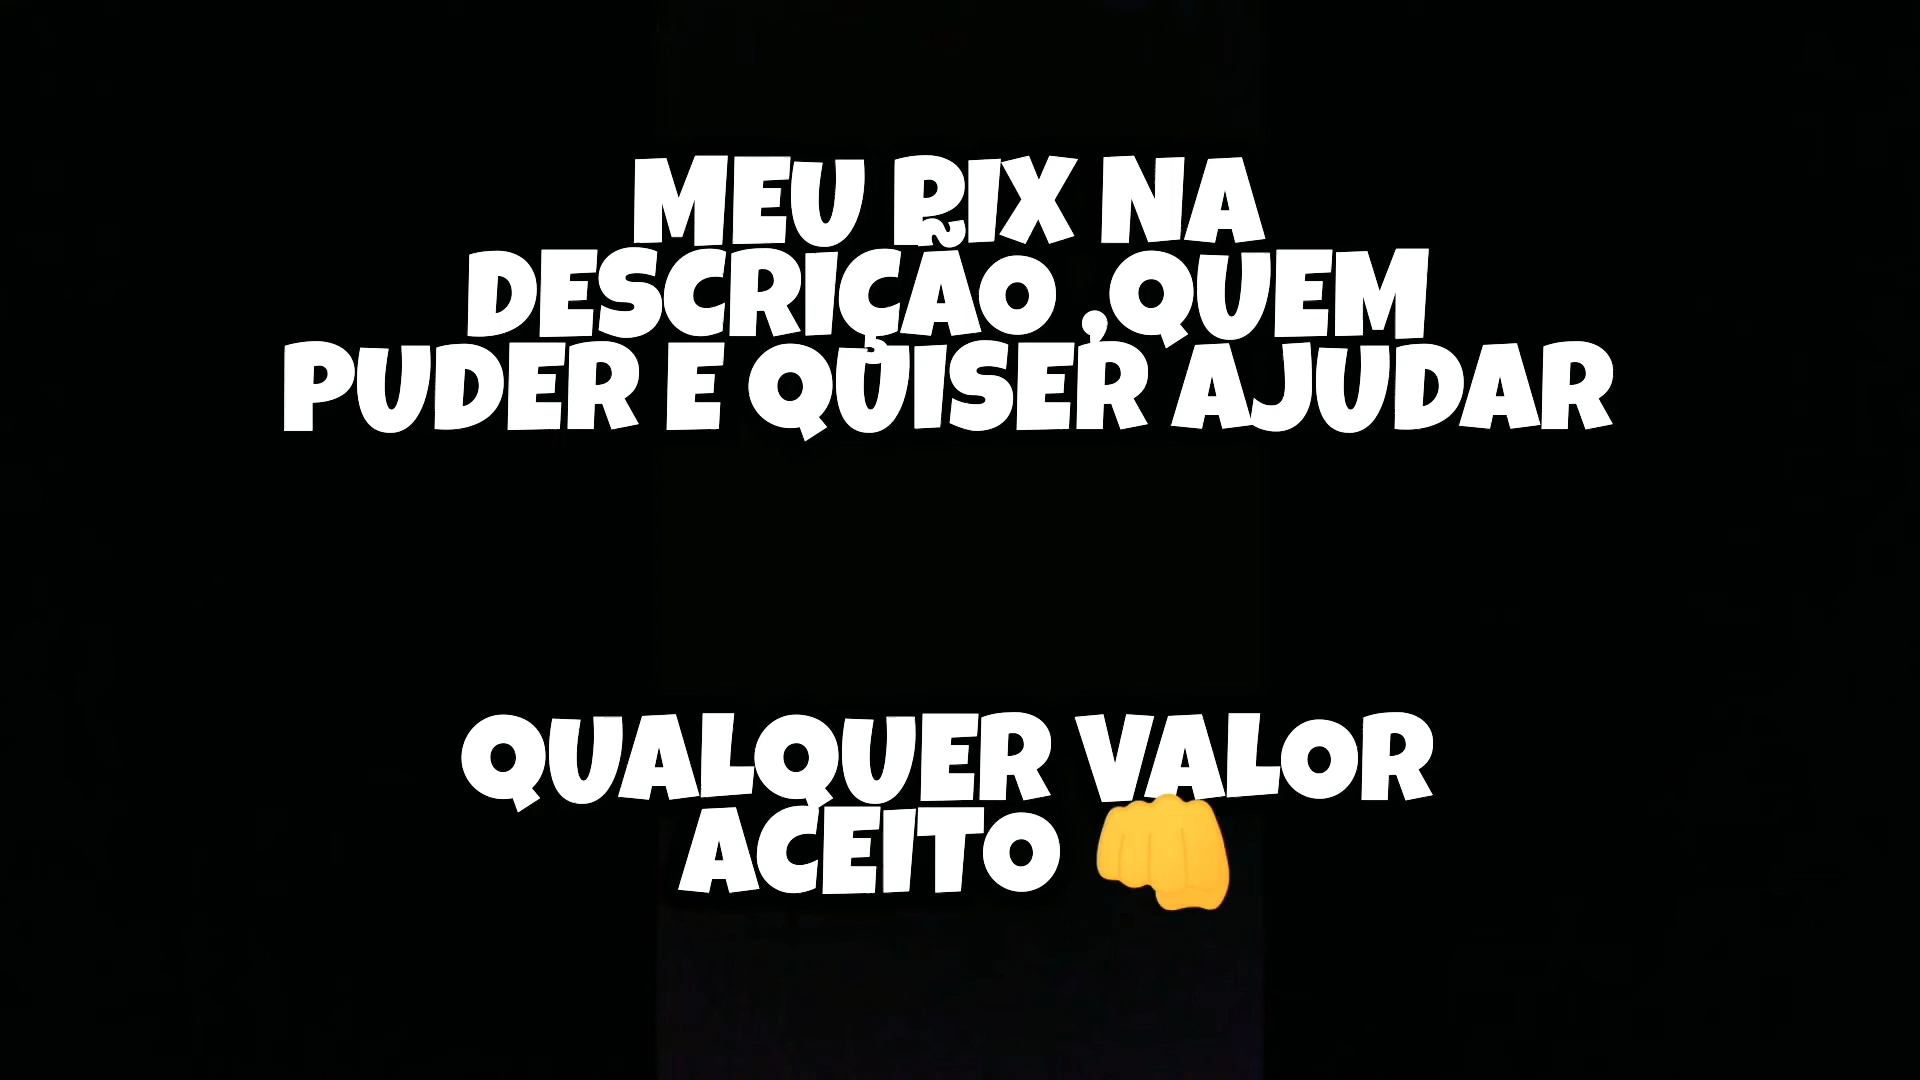 MEU PIX NA
DESCRIÇÃO ,QUEM
PUDER E QUISER AJUDAR
QUALQUER VALOR
ACEITO 👊